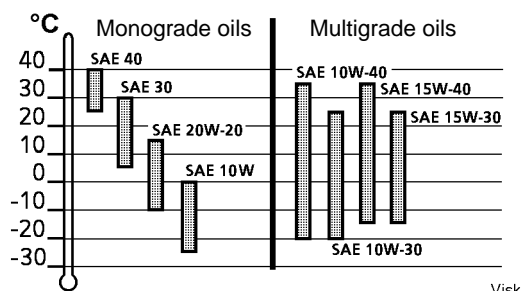 °C
Monograde oils
Multigrade oils
40
30
20
10
0
-10
-20
-30
SAE 40
SAE 30
SAE 20W-20
SAE 10W
SAE 10W-40
SAE 15W-40
SAE 15W-30
SAE 10W-30
Visk